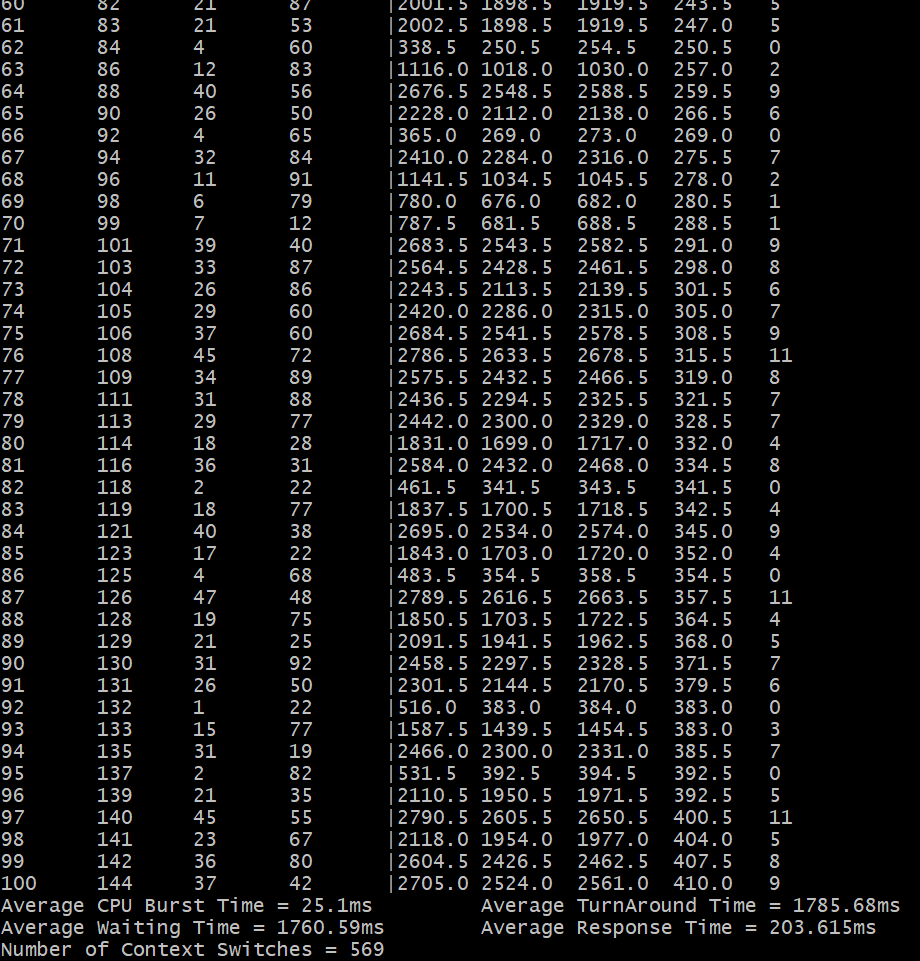 60 82 21 87 |2001.5 1898.5 1919.5 243.5 5
61 83 21 53 |2002.5 1898.5 1919.5 247.0 5
62 84 4 60 |338.5 250.5 254.5 250.5 0
63 86 12 83 |1116.0 1018.0 1030.0 257.0 2
64 88 40 56 |2676.5 2548.5 2588.5 259.5 9
65 90 26 50 |2228.0 2112.0 2138.0 266.5 6
66 92 4 65 |365.0 269.0 273.0 269.0 0
67 94 32 84 |2410.0 2284.0 2316.0 275.5 7
68 96 11 91 |1141.5 1034.5 1045.5 278.0 2
69 98 6 79 |780.0 676.0 682.0 280.5 1
70 99 7 12 |787.5 681.5 688.5 288.5 1
71 101 39 40 |2683.5 2543.5 2582.5 291.0 9
72 103 33 87 |2564.5 2428.5 2461.5 298.0 8
73 104 26 86 |2243.5 2113.5 2139.5 301.5 6
74 105 29 60 |2420.0 2286.0 2315.0 305.0 7
75 106 37 60 |2684.5 2541.5 2578.5 308.5 9
76 108 45 72 |2786.5 2633.5 2678.5 315.5 11
77 109 34 89 |2575.5 2432.5 2466.5 319.0 8
78 111 31 88 |2436.5 2294.5 2325.5 321.5 7
79 113 29 77 |2442.0 2300.0 2329.0 328.5 7
80 114 18 28 |1831.0 1699.0 1717.0 332.0 4
81 116 36 31 |2584.0 2432.0 2468.0 334.5 8
82 118 2 22 |461.5 341.5 343.5 341.5 0
83 119 18 77 |1837.5 1700.5 1718.5 342.5 4
84 121 40 38 |2695.0 2534.0 2574.0 345.0 9
85 123 17 22 |1843.0 1703.0 1720.0 352.0 4
86 125 4 68 |483.5 354.5 358.5 354.5 0
87 126 47 48 |2789.5 2616.5 2663.5 357.5 11
88 128 19 75 |1850.5 1703.5 1722.5 364.5 4
89 129 21 25 |2091.5 1941.5 1962.5 368.0 5
90 130 31 92 |2458.5 2297.5 2328.5 371.5 7
91 131 26 50 |2301.5 2144.5 2170.5 379.5 6
92 132 1 22 |516.0 383.0 384.0 383.0 0
93 133 15 77 |1587.5 1439.5 1454.5 383.0 3
94 135 31 19 |2466.0 2300.0 2331.0 385.5 7
95 137 2 82 |531.5 392.5 394.5 392.5 0
96 139 21 35 |2110.5 1950.5 1971.5 392.5 5
97 140 45 55 |2790.5 2605.5 2650.5 400.5 11
98 141 23 67 |2118.0 1954.0 1977.0 404.0 5
99 142 36 80 |2604.5 2426.5 2462.5 407.5 8
100 144 37 42 |2705.0 2524.0 2561.0 410.0 9
Average CPU Burst Time = 25.1ms Average TurnAround Time = 1785.68ms
Average Waiting Time = 1760.59ms Average Response Time = 203.615ms
Number of Context Switches = 569